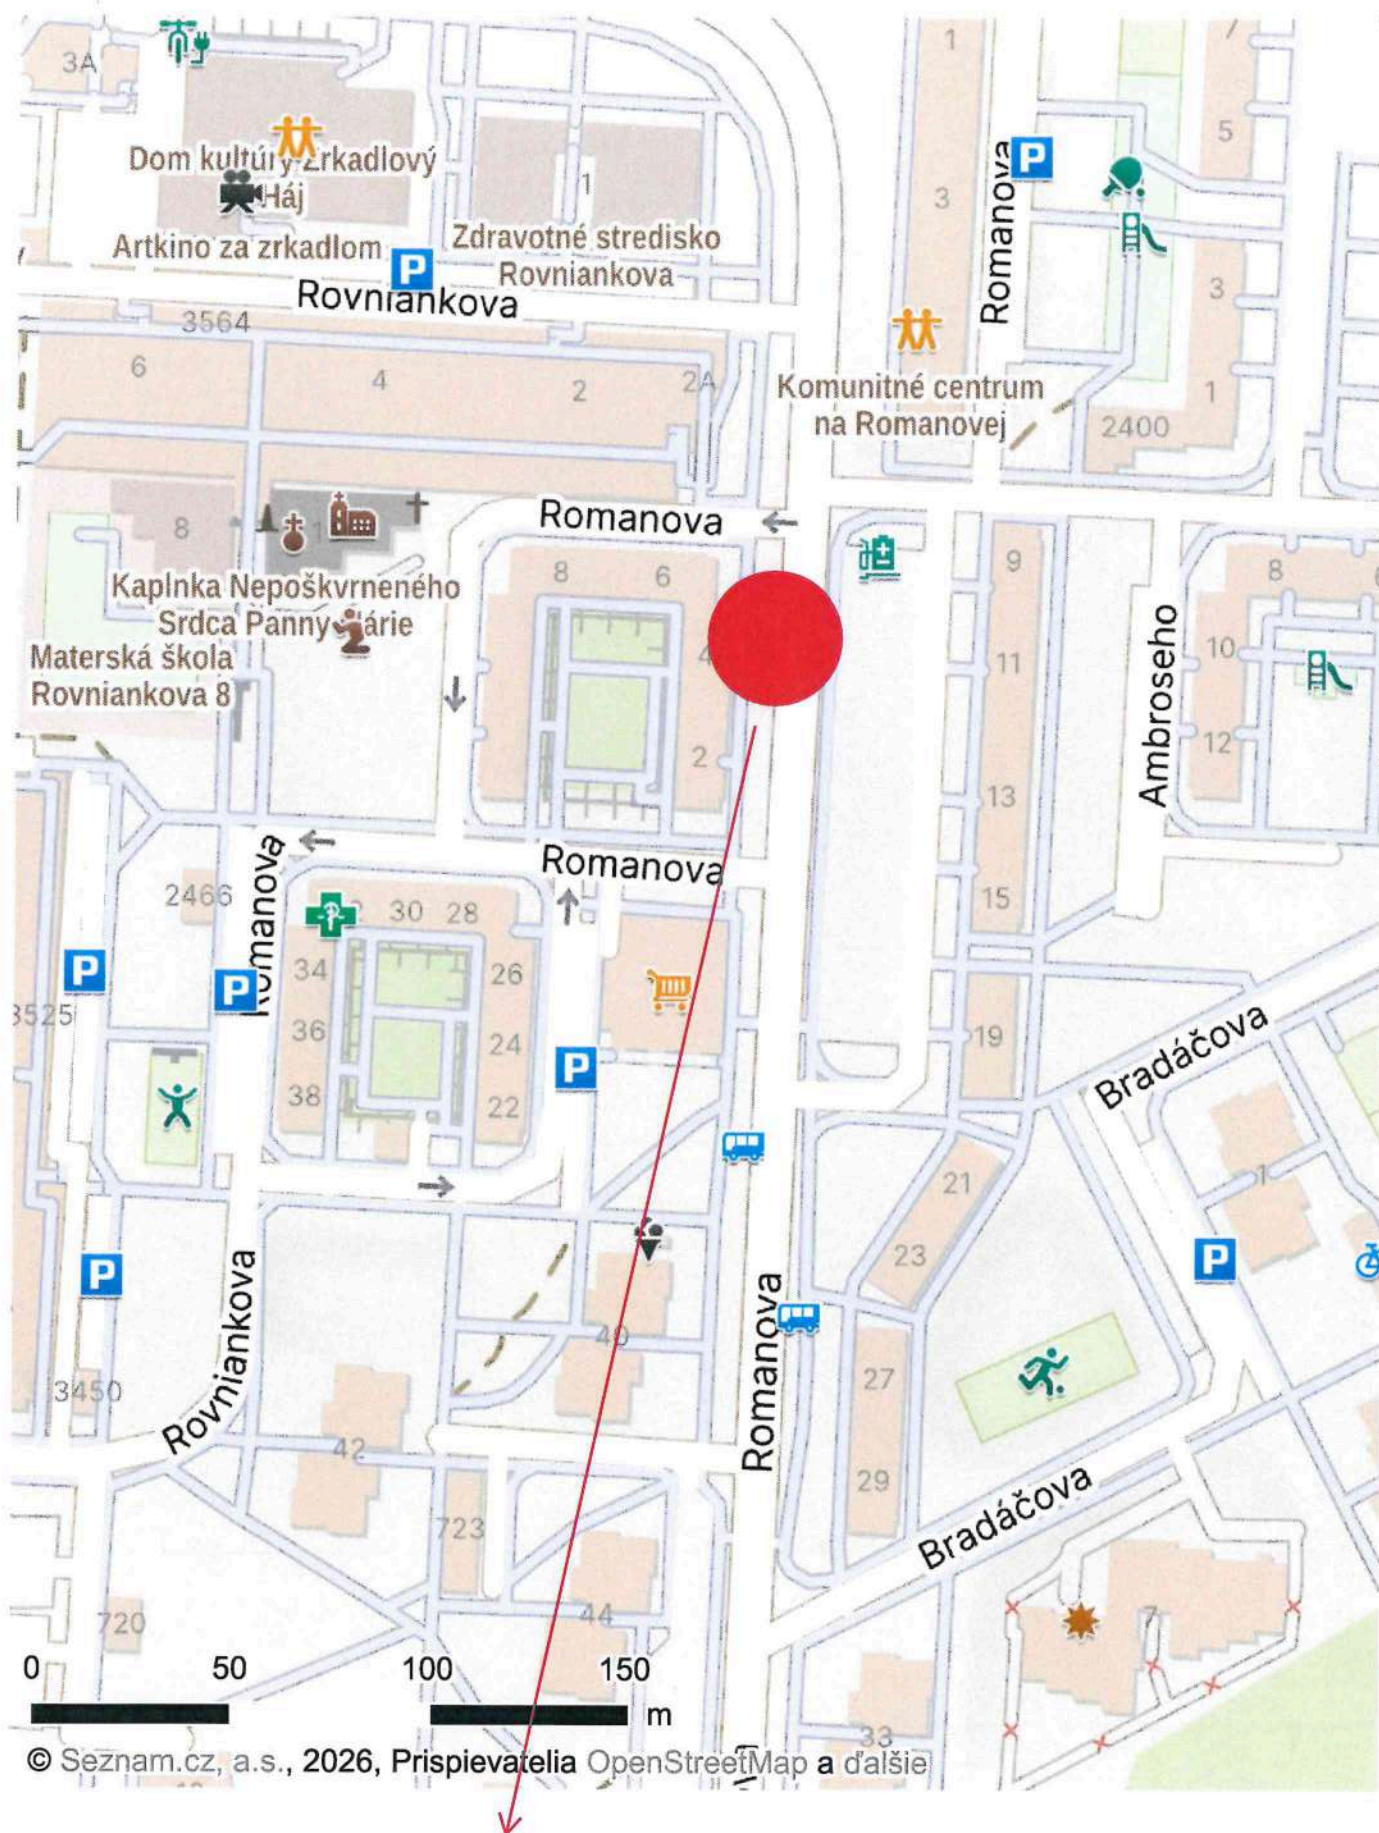 3A
1
7
5
3
Romanova
P
Dom kultúry Zrkadlový
Háj
1
Artkino za zrkadlom
P
Zdravotné stredisko
Rovniankova
Rovniankova
3564
6
4
2
2A
3
1
Komunitné centrum
na Romanovej
2400
8
Romanova
8
6
9
8
Kaplnka Nepoškvrneného
Srdca Panny Márie
Materská škola
Rovniankova 8
4
11
10
Ambroseho
2
12
13
Romanova
Romanova
2466
30
28
15
P
P
34
26
3525
36
24
19
Bradáčova
P
38
22
21
1
23
P
P
Romanova
40
27
Rovniankova
3450
42
29
723
Bradáčova
720
44
7
0
50
100
150
m
33
© Seznam.cz, a.s., 2026, Prispievatelia OpenStreetMap a ďalšie